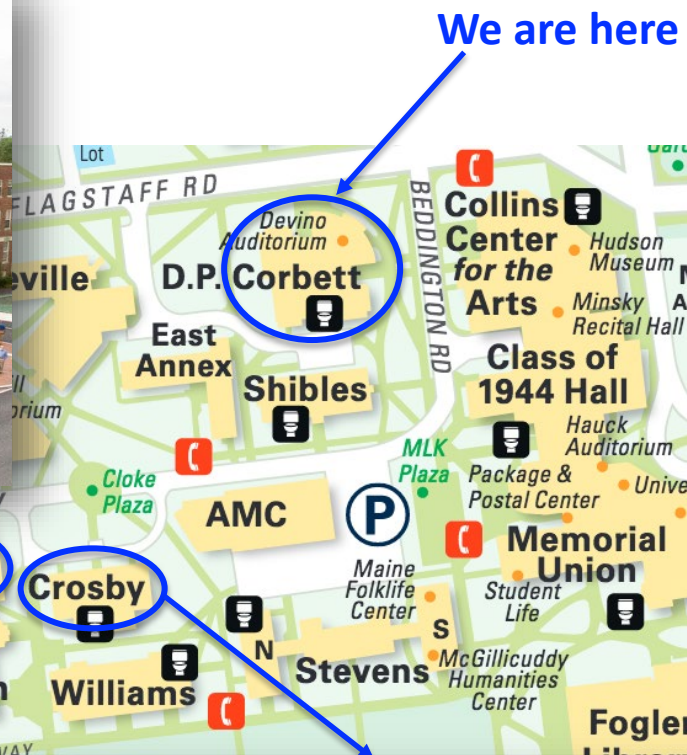 We are here
Lot
FLAGSTAFF RD
Devino
Auditorium
D.P. Corbett
BEDDINGTON RD
Collins
Center
for the
Arts
Hudson
Museum
Minsky
Recital Hall
East
Annex
Shibles
Class of
1944 Hall
Hauck
Auditorium
MLK
Plaza
Package &
Postal Center
Cloke
Plaza
AMC
P
Memorial
Union
Maine
Folklife
Center
Student
Life
Crosby
S
N
Stevens
McGillicuddy
Humanities
Center
Williams
Fogler